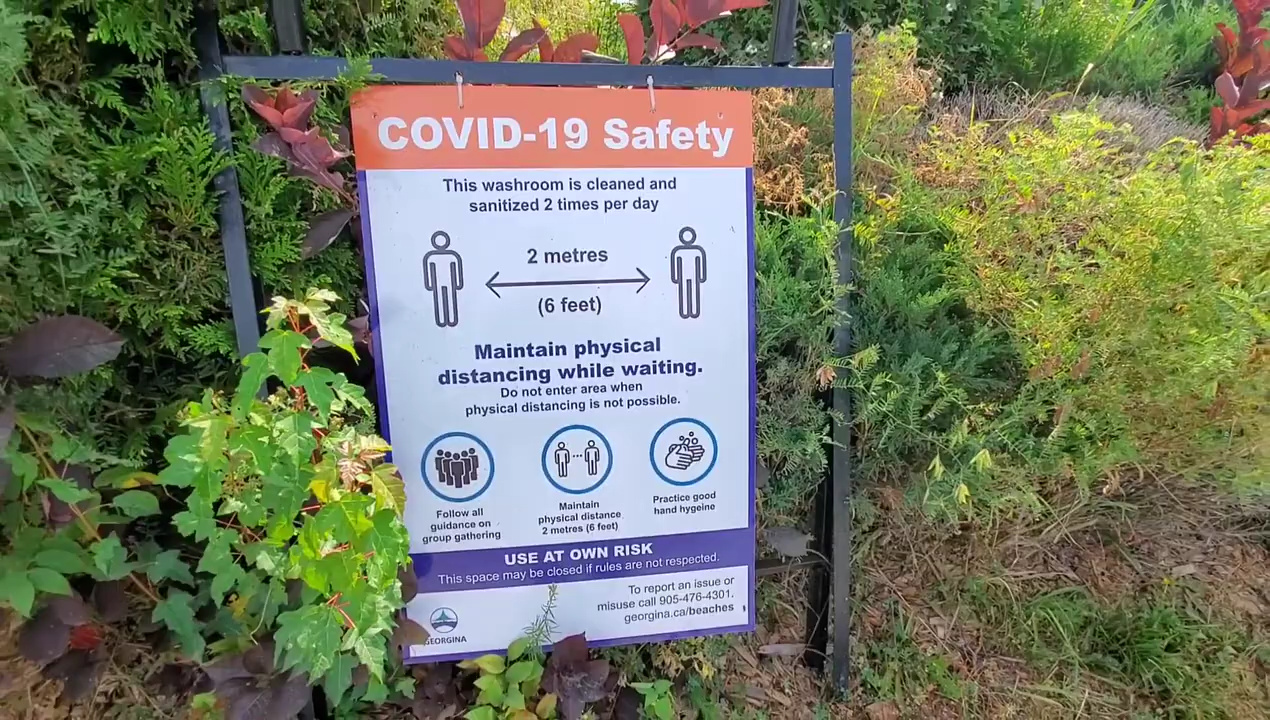 COVID-19 Safety
This washroom is cleaned and
sanitized 2 times per day
2 metres
(6 feet)
Maintain physical
distancing while waiting.
Do not enter area when
physical distancing is not possible.
Follow all
guidance on
group gathering
Maintain
physical distance
2 metres (6 feet)
Practice good
hand hygeine
USE AT OWN RISK
This space may be closed if rules are not respected.
To report an issue or
misuse call 905-476-4301.
georgina.ca/beaches
GEORGINA